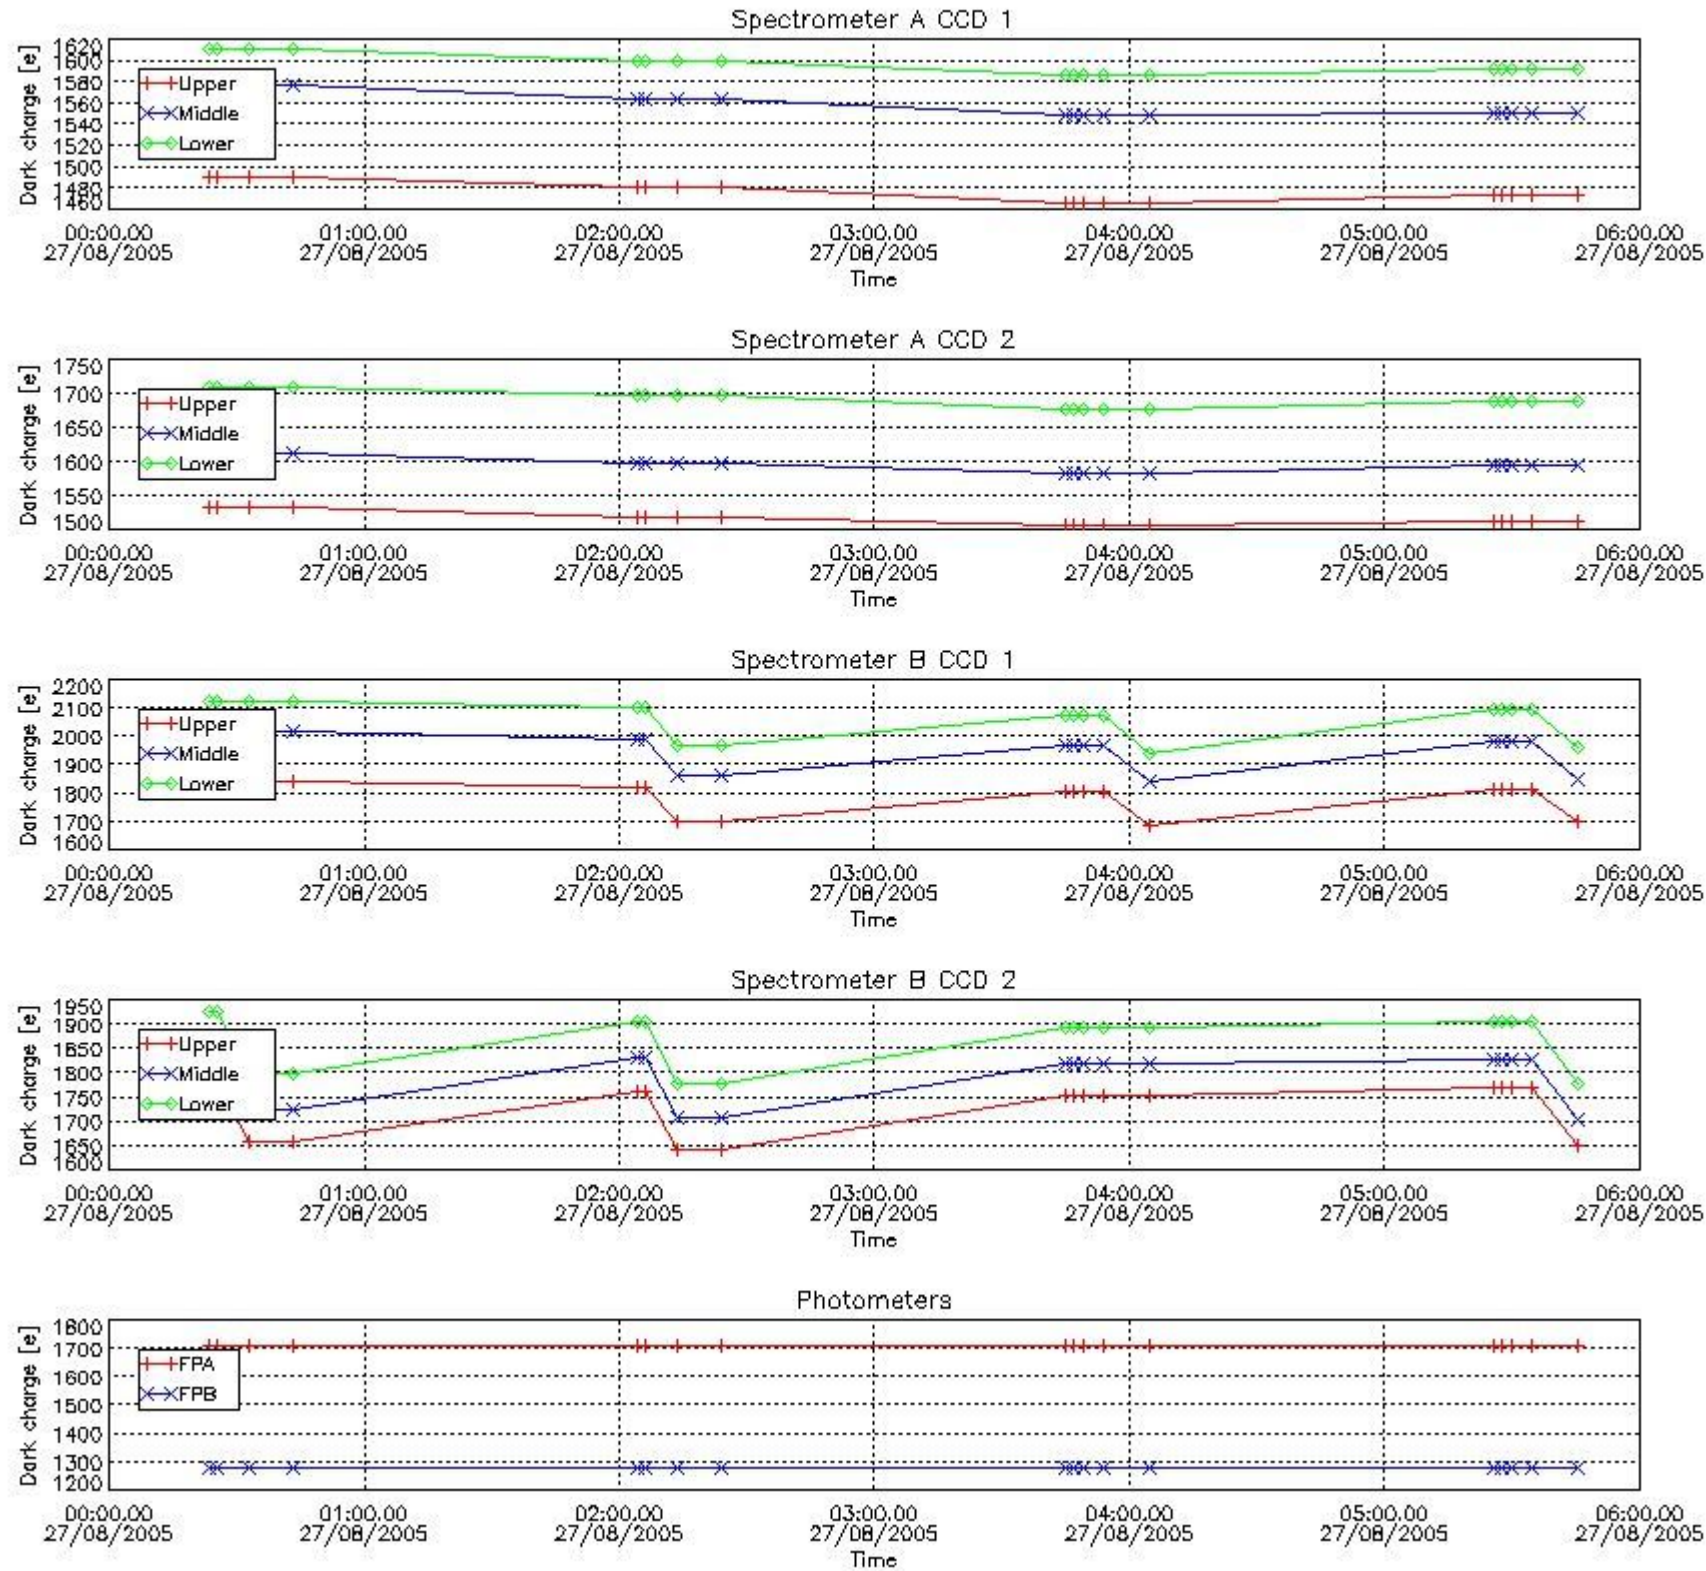 Spectrometer A CCD 1
Dark charge [e]
1620
1600
1580
1560
1540
1520
1500
1480
1460
Upper
Middle
Lower
00:00.00 01:00.00 02:00.00 03:00.00 04:00.00 05:00.00 06:00.00
27/08/2005 27/08/2005 27/08/2005 27/08/2005 27/08/2005 27/08/2005 27/08/2005
Time
Spectrometer A CCD 2
Dark charge [e]
1750
1700
1650
1600
1550
1500
Upper
Middle
Lower
00:00.00 01:00.00 02:00.00 03:00.00 04:00.00 05:00.00 06:00.00
27/08/2005 27/08/2005 27/08/2005 27/08/2005 27/08/2005 27/08/2005 27/08/2005
Time
Spectrometer B CCD 1
Dark charge [e]
2200
2100
2000
1900
1800
1700
1600
Upper
Middle
Lower
00:00.00 01:00.00 02:00.00 03:00.00 04:00.00 05:00.00 06:00.00
27/08/2005 27/08/2005 27/08/2005 27/08/2005 27/08/2005 27/08/2005 27/08/2005
Time
Spectrometer B CCD 2
Dark charge [e]
1950
1900
1850
1800
1750
1700
1650
1600
Upper
Middle
Lower
00:00.00 01:00.00 02:00.00 03:00.00 04:00.00 05:00.00 06:00.00
27/08/2005 27/08/2005 27/08/2005 27/08/2005 27/08/2005 27/08/2005 27/08/2005
Time
Photometers
Dark charge [e]
1800
1700
1600
1500
1400
1300
1200
FPA
FPB
00:00.00 01:00.00 02:00.00 03:00.00 04:00.00 05:00.00 06:00.00
27/08/2005 27/08/2005 27/08/2005 27/08/2005 27/08/2005 27/08/2005 27/08/2005
Time